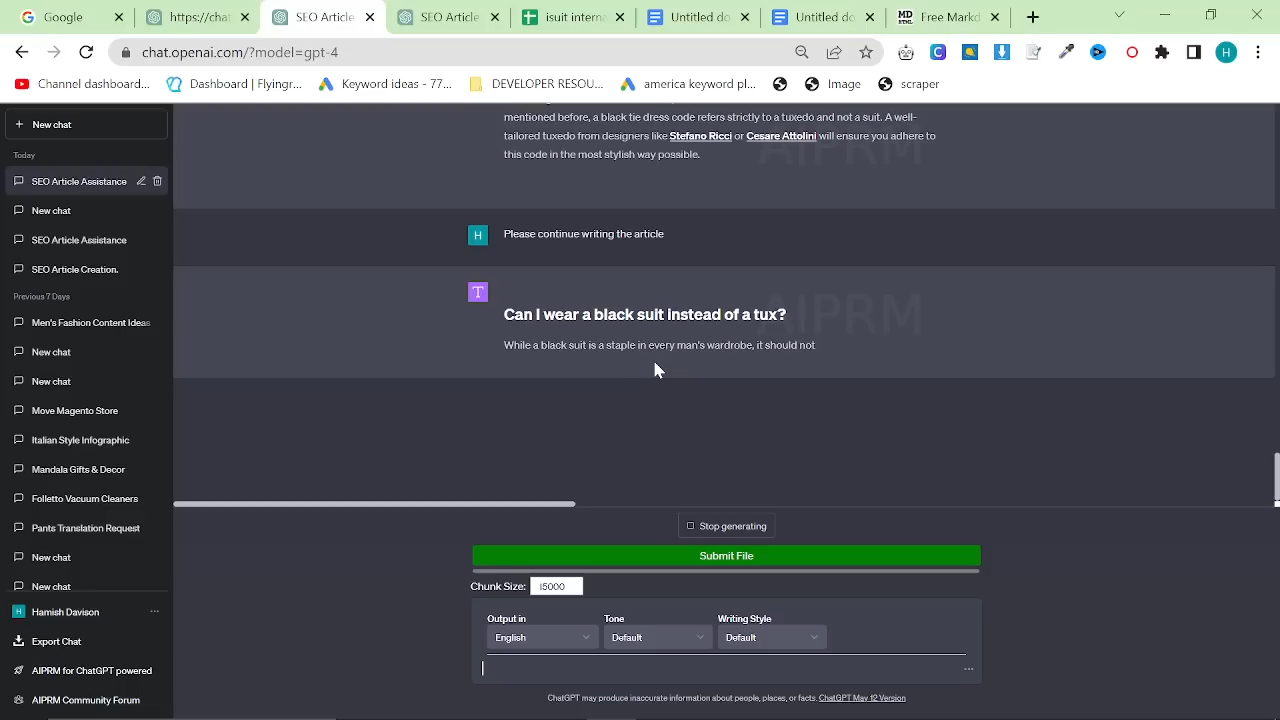 Google
https://chat
SEO Article
SEO Article
isuit interne
Untitled do
Untitled do
Free Markd
chat.openai.com/?model=gpt-4
H
Channel dashboard...
Dashboard | Flyingr...
Keyword ideas - 77...
DEVELOPER RESOU...
america keyword pl...
Image
scraper
New chat
Today
SEO Article Assistance
New chat
SEO Article Assistance
SEO Article Creation.
Previous 7 Days
Men's Fashion Content Ideas
New chat
New chat
Move Magento Store
Italian Style Infographic
Mandala Gifts & Decor
Folletto Vacuum Cleaners
Pants Translation Request
New chat
New chat
H Hamish Davison ...
Export Chat
AIPRM for ChatGPT powered
AIPRM Community Forum
mentioned before, a black tie dress code refers strictly to a tuxedo and not a suit. A well-
tailored tuxedo from designers like Stefano Ricci or Cesare Attolini will ensure you adhere to
this code in the most stylish way possible.
AIPRM
H Please continue writing the article
T
Can I wear a black suit instead of a tux?
AIPRM
While a black suit is a staple in every man's wardrobe, it should not
Stop generating
Submit File
Chunk Size: 15000
Output in Tone Writing Style
English Default Default
...
ChatGPT may produce inaccurate information about people, places, or facts. ChatGPT May 12 Version